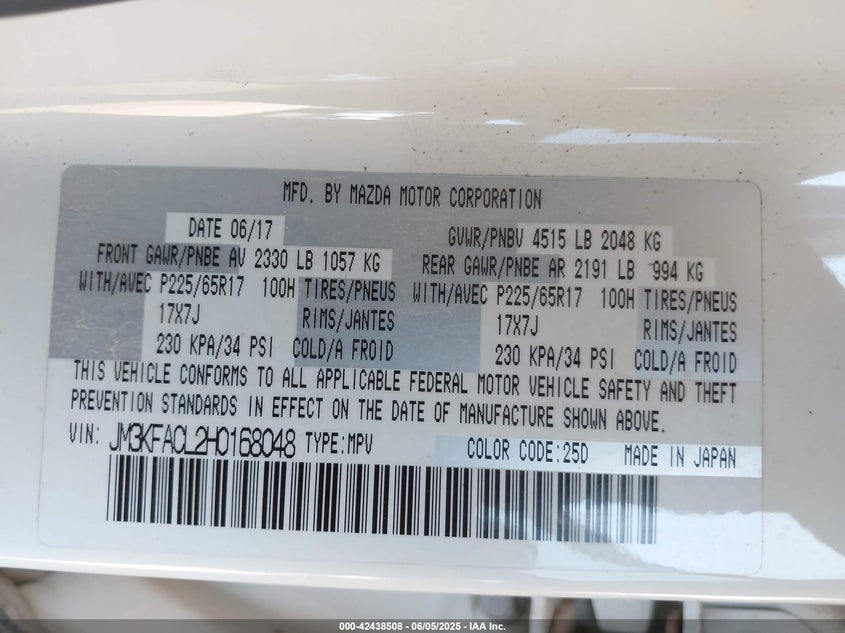 MFD. BY MAZDA MOTOR CORPORATION
DATE 06/17 GVWR/PNBV 4515 LB 2048 KG
FRONT GAWR/PNBE AV 2330 LB 1057 KG REAR GAWR/PNBE AR 2191 LB 994 KG
WITH/AVEC P225/65R17 100H TIRES/PNEUS WITH/AVEC P225/65R17 100H TIRES/PNEUS
17X7J RIMS/JANTES 17X7J RIMS/JANTES
230 KPA/34 PSI COLD/A FROID 230 KPA/34 PSI COLD/A FROID
THIS VEHICLE CONFORMS TO ALL APPLICABLE FEDERAL MOTOR VEHICLE SAFETY AND THEFT
PREVENTION STANDARDS IN EFFECT ON THE DATE OF MANUFACTURE SHOWN ABOVE.
VIN: JM3KFACL2H0168048 TYPE:MPV COLOR CODE:25D MADE IN JAPAN
000-42438508 | 06/05/2025 - IAA Inc.